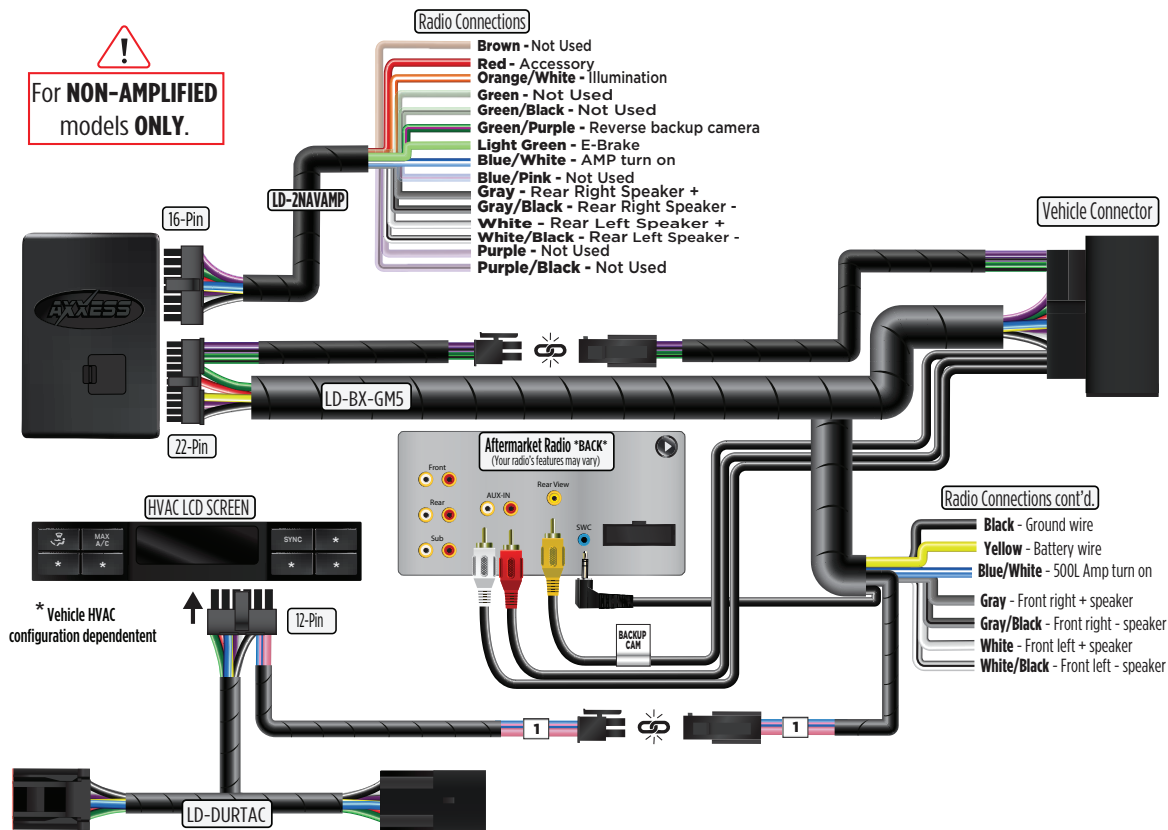 Radio Connections
Brown - Not Used
Red - Accessory
Orange/White - Illumination
Green - Not Used
Green/Black - Not Used
Green/Purple - Reverse backup camera
Light Green - E-Brake
Blue/White - AMP turn on
Blue/Pink - Not Used
Gray - Rear Right Speaker +
Gray/Black - Rear Right Speaker -
White - Rear Left Speaker +
White/Black - Rear Left Speaker -
Purple - Not Used
Purple/Black - Not Used
!
For NON-AMPLIFIED
models ONLY.
LD-2NAVAMP
16-Pin
Vehicle Connector
AXXESS
LD-BX-GM5
22-Pin
Aftermarket Radio *BACK*
(Your radio's features may vary)
Front
Rear
Sub
AUX-IN
Rear View
SWC
BACKUP
CAM
Radio Connections cont'd.
Black - Ground wire
Yellow - Battery wire
Blue/White - 500L Amp turn on
Gray - Front right + speaker
Gray/Black - Front right - speaker
White - Front left + speaker
White/Black - Front left - speaker
HVAC LCD SCREEN
MAX
A/C
SYNC
*
*
*
*
*
* Vehicle HVAC
configuration dependentent
12-Pin
1
1
LD-DURTAC